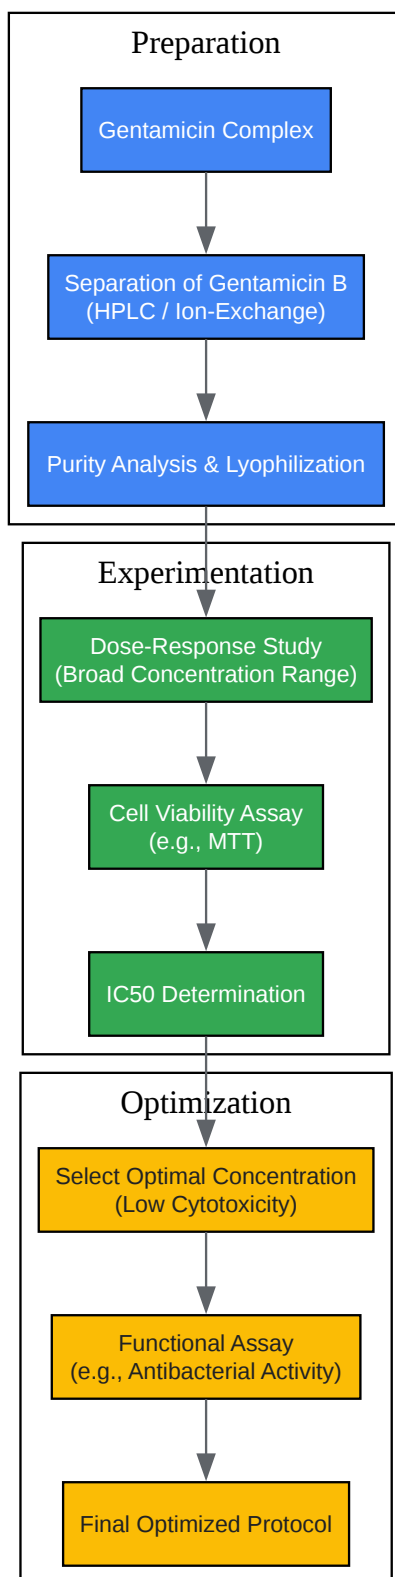 Preparation
Gentamicin Complex
Separation of Gentamicin B
(HPLC / Ion-Exchange)
Purity Analysis & Lyophilization
Experimentation
Dose-Response Study
(Broad Concentration Range)
Cell Viability Assay
(e.g., MTT)
IC50 Determination
Optimization
Select Optimal Concentration
(Low Cytotoxicity)
Functional Assay
(e.g., Antibacterial Activity)
Final Optimized Protocol